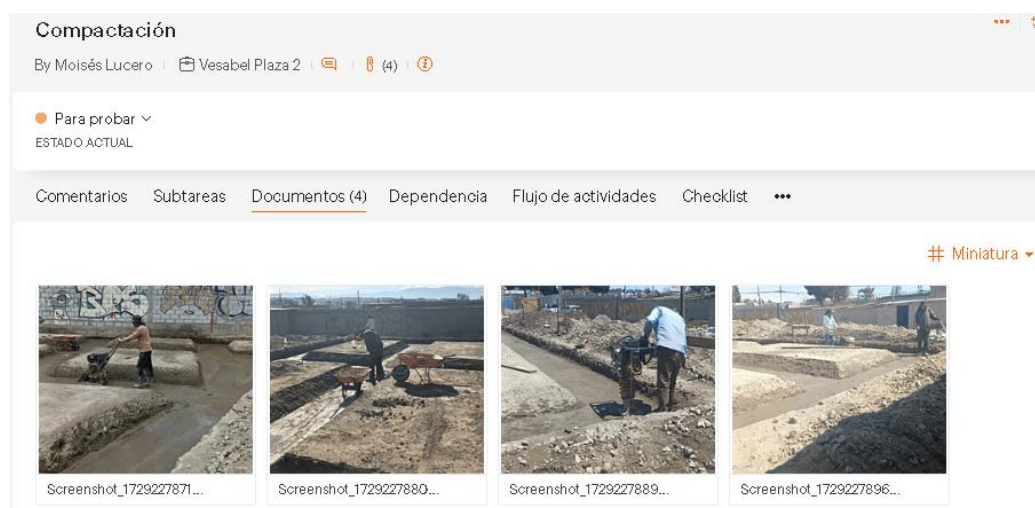 Compactación
By Moisés Lucero Vesabel Plaza 2 (4)
Para probar
ESTADO ACTUAL
Comentarios Subtareas Documentos (4) Dependencia Flujo de actividades Checklist •••
Miniatura
Screenshot_1729227871... Screenshot_1729227880... Screenshot_1729227889... Screenshot_1729227896...